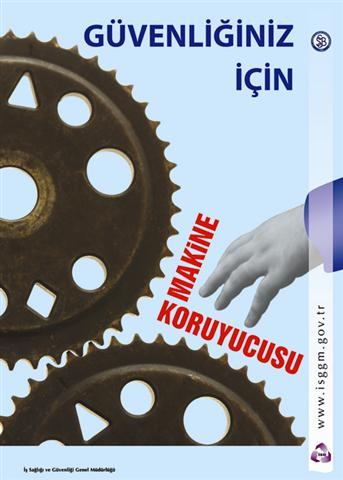 GÜVENLİĞİNİZ
İÇİN
MAKİNE
KORUYUCUSU
www.isggm.gov.tr
İş Sağlığı ve Güvenliği Genel Müdürlüğü